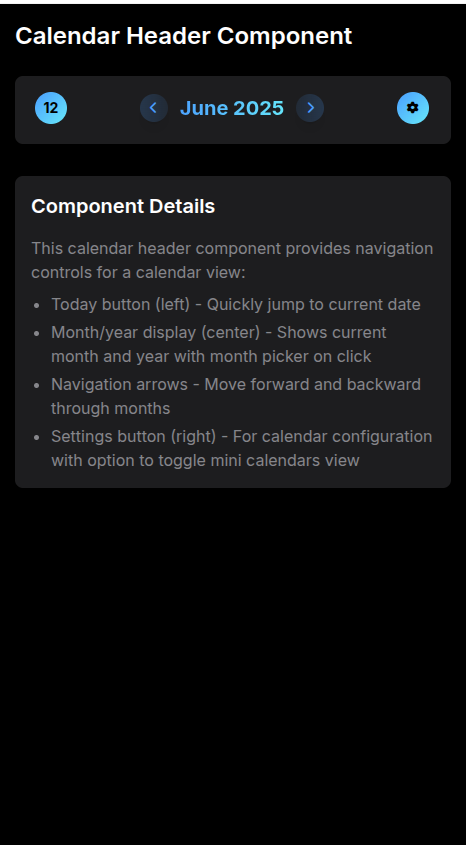 Calendar Header Component
12
June 2025
Component Details
This calendar header component provides navigation
controls for a calendar view:
• Today button (left) - Quickly jump to current date
• Month/year display (center) - Shows current
month and year with month picker on click
• Navigation arrows - Move forward and backward
through months
• Settings button (right) - For calendar configuration
with option to toggle mini calendars view